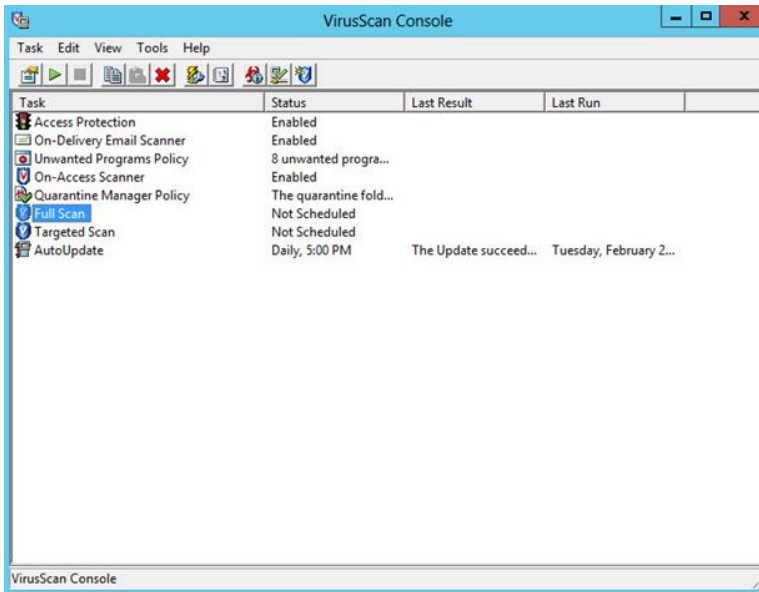 VirusScan Console
Task Edit View Tools Help
Task Status Last Result Last Run
Access Protection Enabled
On-Delivery Email Scanner Enabled
Unwanted Programs Policy 8 unwanted progra...
On-Access Scanner Enabled
Quarantine Manager Policy The quarantine fold...
Full Scan Not Scheduled
Targeted Scan Not Scheduled
AutoUpdate Daily, 5:00 PM The Update succeed... Tuesday, February 2...
VirusScan Console